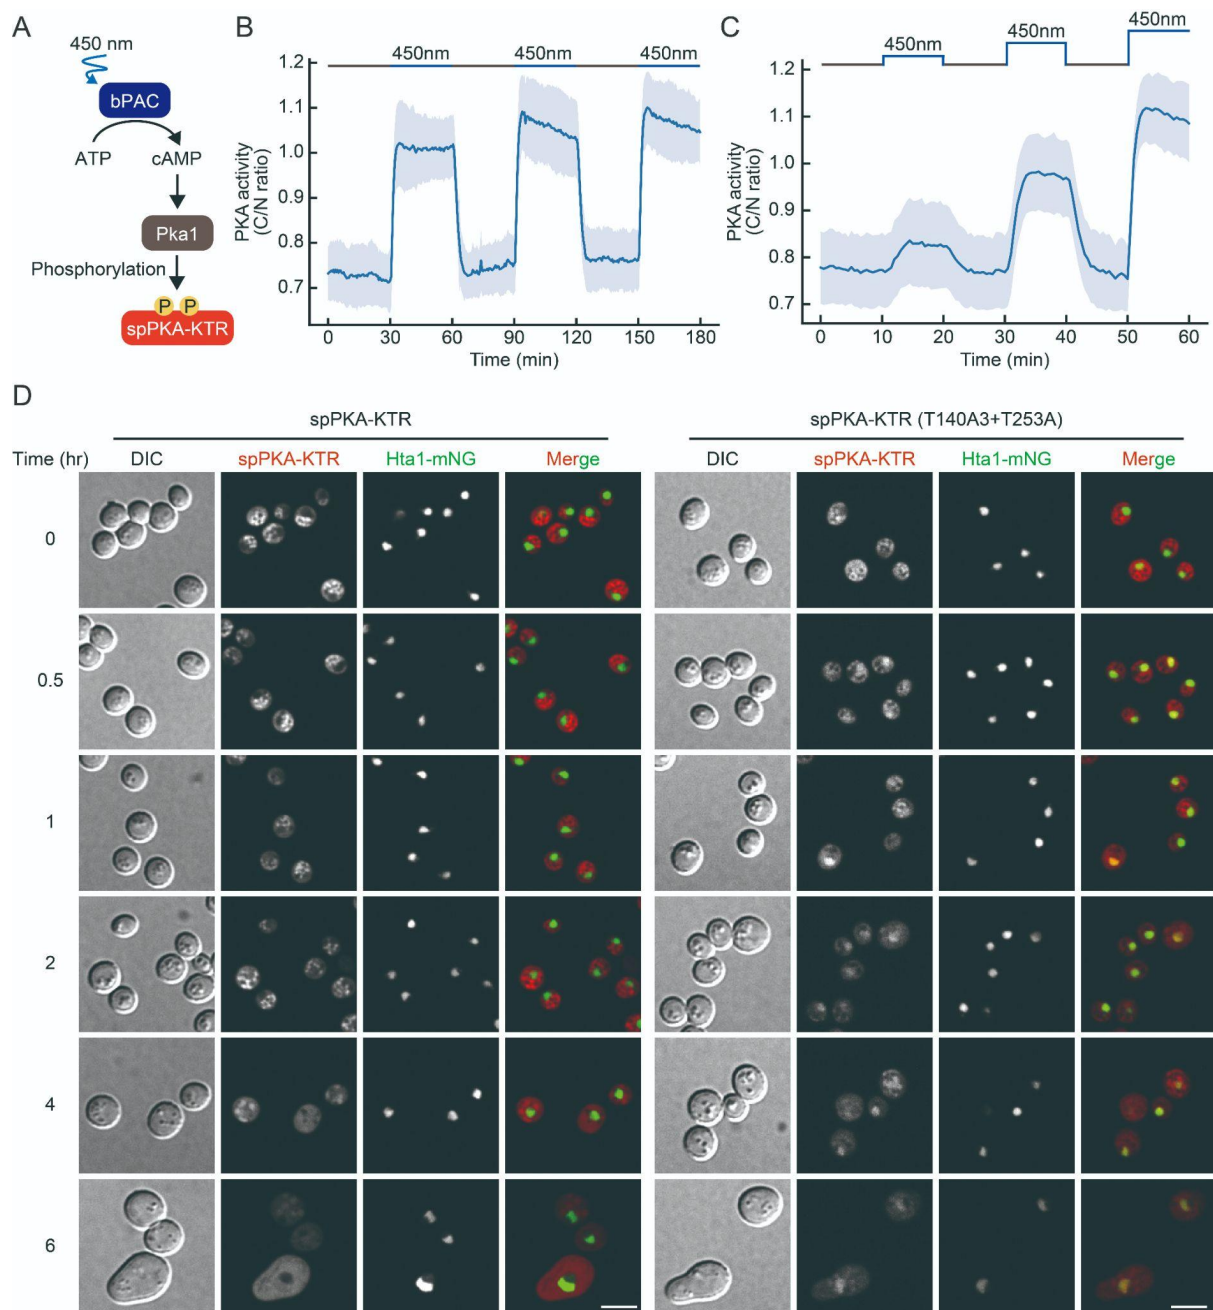 A
450 nm
bPAC
ATP
cAMP
Pka1
Phosphorylation
P P
spPKA-KTR
B
450nm 450nm 450nm
PKA activity
(C/N ratio)
1.2
1.1
1.0
0.9
0.8
0.7
0 30 60 90 120 150 180
Time (min)
C
450nm 450nm 450nm
PKA activity
(C/N ratio)
1.2
1.1
1.0
0.9
0.8
0.7
0 10 20 30 40 50 60
Time (min)
D
spPKA-KTR spPKA-KTR (T140A3+T253A)
Time (hr) DIC spPKA-KTR Hta1-mNG Merge DIC spPKA-KTR Hta1-mNG Merge
0
0.5
1
2
4
6